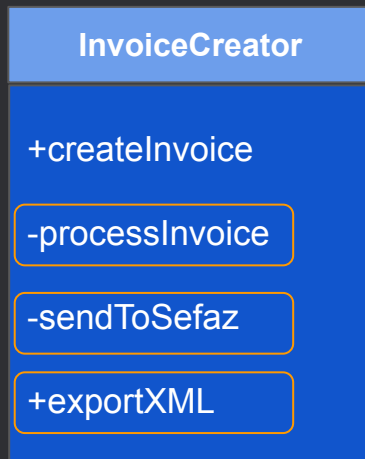 InvoiceCreator
+createInvoice
-processInvoice
-sendToSefaz
+exportXML